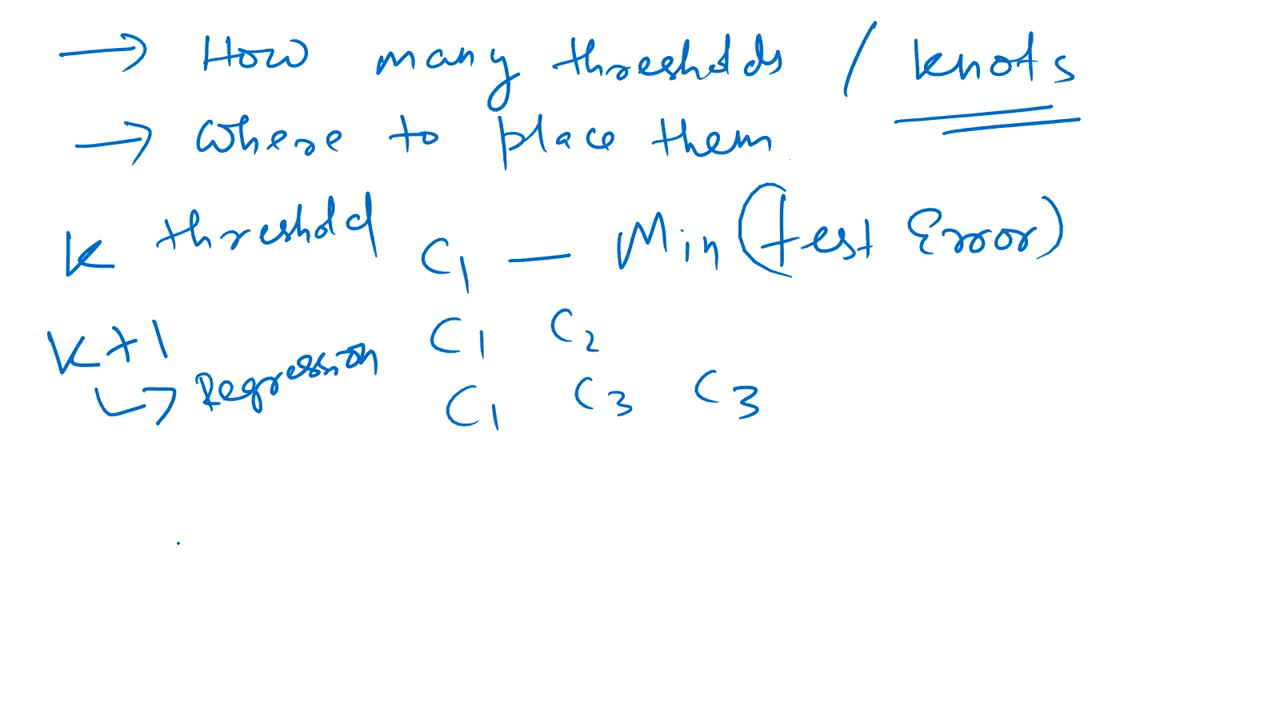 → How many thresholds / knots
→ Where to place them
K threshold C1 — Min (test Error)
K+1 C1 C2
↳ Regression C1 C3 C3